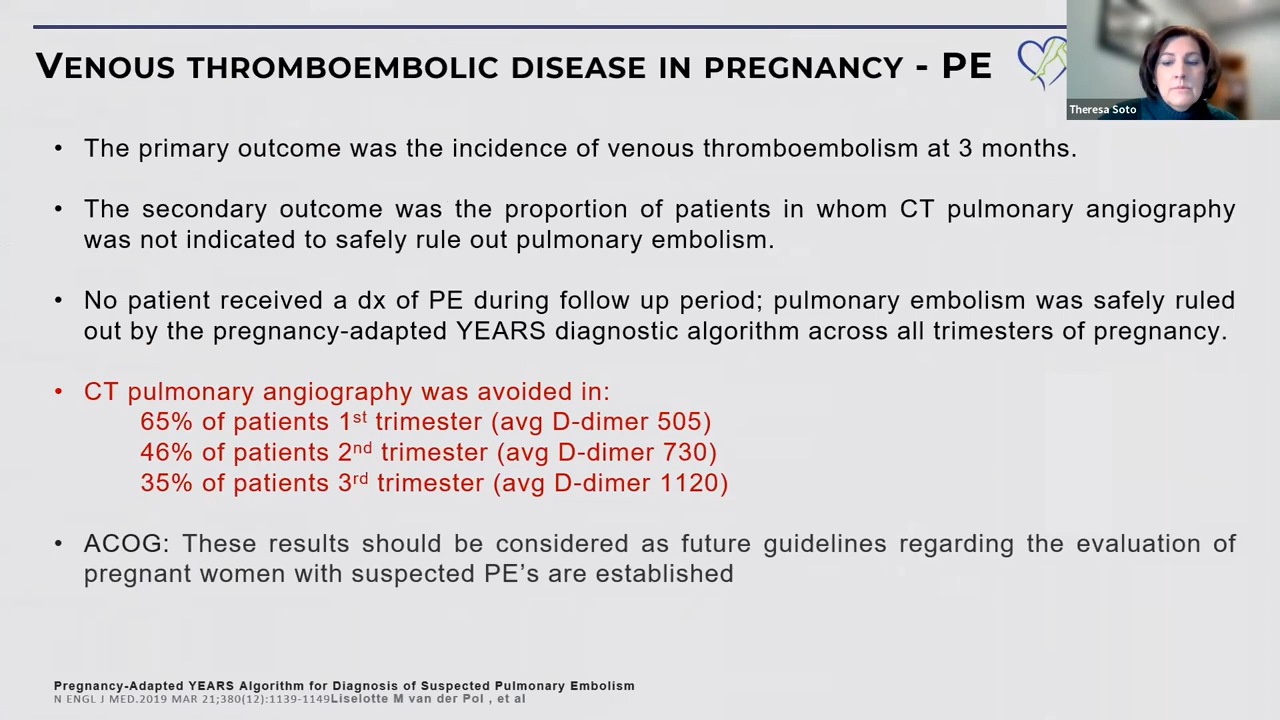 VENOUS THROMBOEMBOLIC DISEASE IN PREGNANCY - PE
Theresa Soto
• The primary outcome was the incidence of venous thromboembolism at 3 months.
• The secondary outcome was the proportion of patients in whom CT pulmonary angiography
was not indicated to safely rule out pulmonary embolism.
• No patient received a dx of PE during follow up period; pulmonary embolism was safely ruled
out by the pregnancy-adapted YEARS diagnostic algorithm across all trimesters of pregnancy.
• CT pulmonary angiography was avoided in:
65% of patients 1st trimester (avg D-dimer 505)
46% of patients 2nd trimester (avg D-dimer 730)
35% of patients 3rd trimester (avg D-dimer 1120)
• ACOG: These results should be considered as future guidelines regarding the evaluation of
pregnant women with suspected PE’s are established
Pregnancy-Adapted YEARS Algorithm for Diagnosis of Suspected Pulmonary Embolism
N ENGL J MED.2019 MAR 21;380(12):1139-1149Liselotte M van der Pol , et al